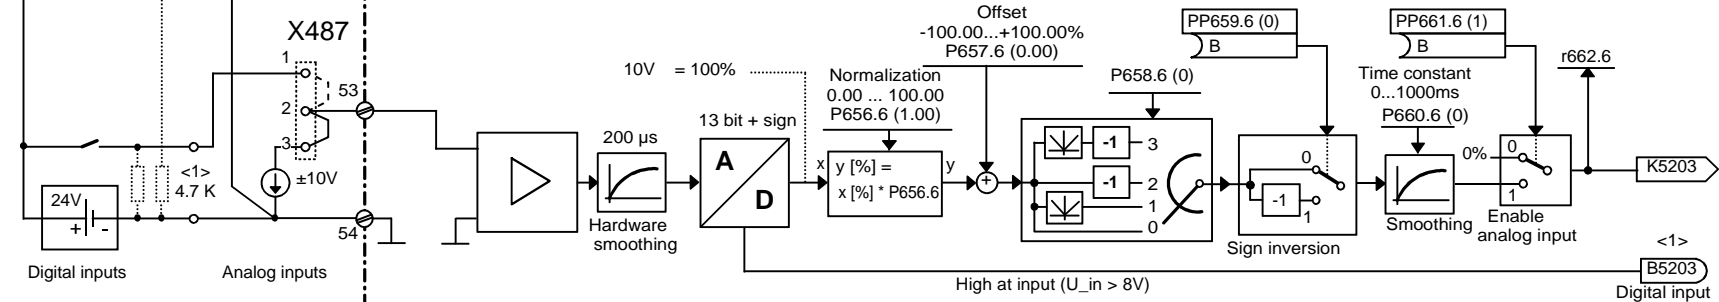 X487
1
2
3
53
54
±10V
<1>
4.7 K
24V
+
-
Digital inputs
Analog inputs
200 µs
Hardware
smoothing
13 bit + sign
A
D
10V = 100%
Normalization
0.00 ... 100.00
P656.6 (1.00)
x
y [%] =
x [%] * P656.6
y
Offset
-100.00...+100.00%
P657.6 (0.00)
+
P658.6 (0)
-1
3
-1
2
1
0
PP659.6 (0)
B
0
-1
1
Sign inversion
Time constant
0...1000ms
P660.6 (0)
Smoothing
PP661.6 (1)
B
0%
0
1
Enable
analog input
r662.6
K5203
High at input (U_in > 8V)
<1>
B5203
Digital input